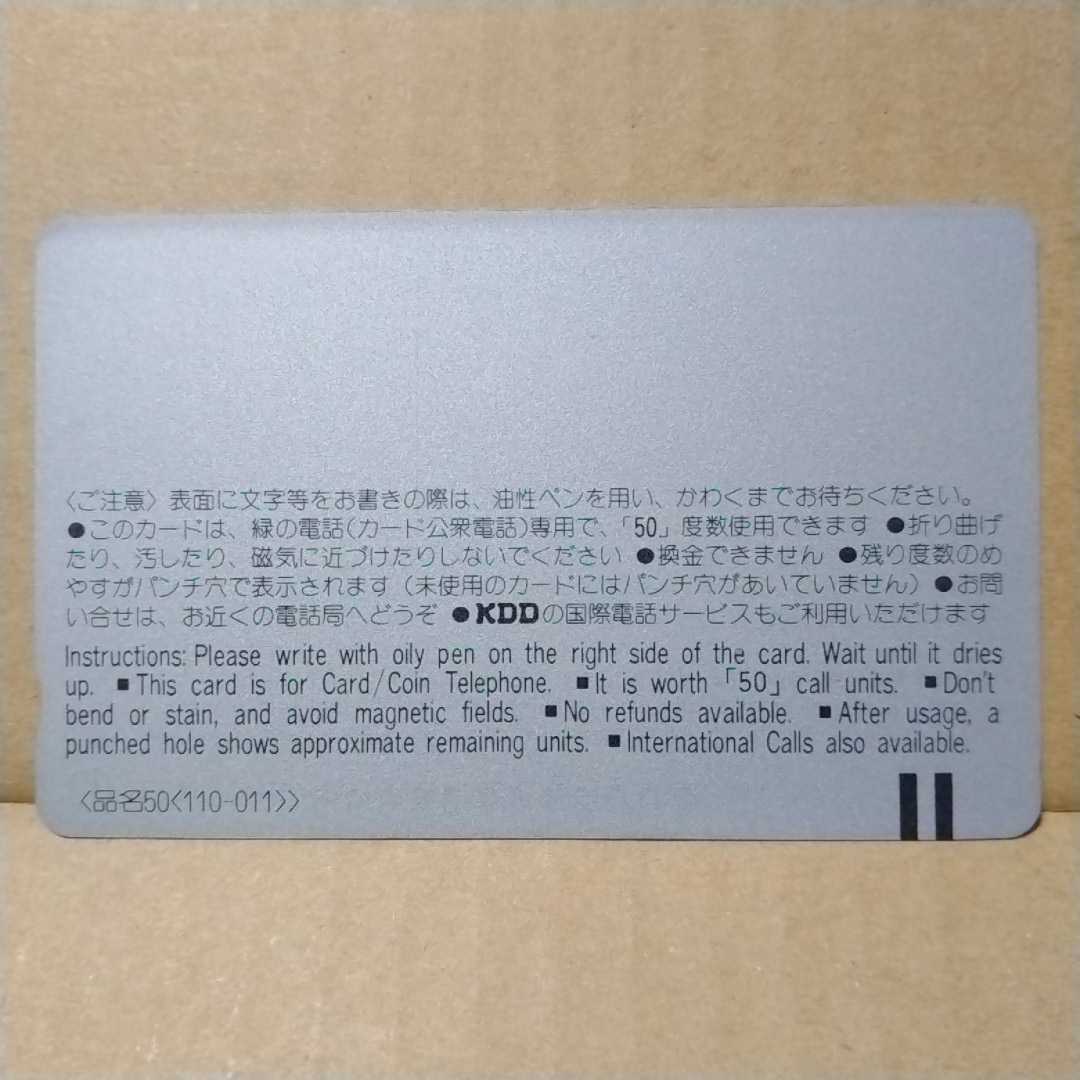 〈ご注意〉表面に文字等をお書きの際は、油性ペンを用い、かわくまでお待ちください。
●このカードは、緑の電話(カード公衆電話)専用で、「50」度数使用できます ●折り曲げ
たり、汚したり、磁気に近づけたりしないでください ●換金できません ●残り度数のめ
やすがパンチ穴で表示されます（未使用のカードにはパンチ穴があいていません）●お問
い合せは、お近くの電話局へどうぞ ●KDDの国際電話サービスもご利用いただけます
Instructions: Please write with oily pen on the right side of the card. Wait until it dries
up. ■This card is for Card/Coin Telephone. ■It is worth「50」call units. ■Don't
bend or stain, and avoid magnetic fields. ■No refunds available. ■After usage, a
punched hole shows approximate remaining units. ■International Calls also available.
〈品名50〈110-011〉〉